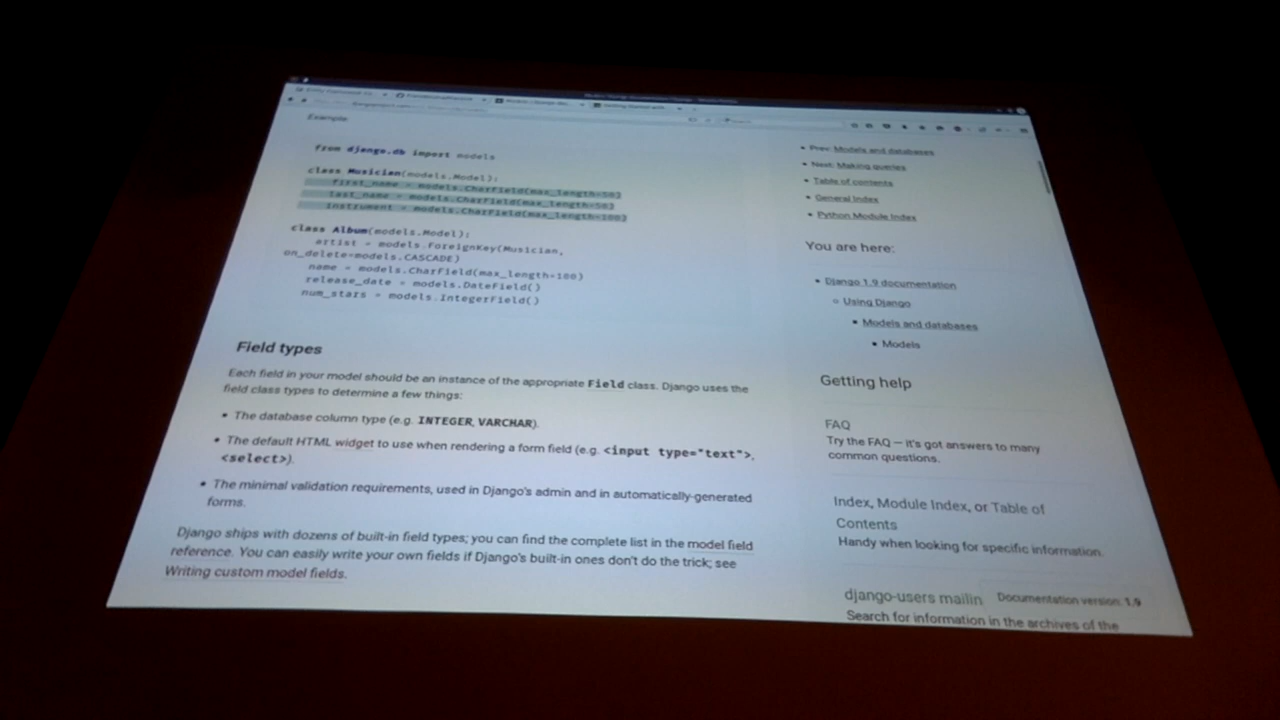 Example
from django.db import models
class Musician(models.Model):
first_name = models.CharField(max_length=50)
last_name = models.CharField(max_length=50)
instrument = models.CharField(max_length=100)
class Album(models.Model):
artist = models.ForeignKey(Musician,
on_delete=models.CASCADE)
name = models.CharField(max_length=100)
release_date = models.DateField()
num_stars = models.IntegerField()
Field types
Each field in your model should be an instance of the appropriate Field class. Django uses the
field class types to determine a few things:
• The database column type (e.g. INTEGER, VARCHAR).
• The default HTML widget to use when rendering a form field (e.g. <input type="text">,
<select>).
• The minimal validation requirements, used in Django's admin and in automatically-generated
forms.
Django ships with dozens of built-in field types; you can find the complete list in the model field
reference. You can easily write your own fields if Django's built-in ones don't do the trick; see
Writing custom model fields.
• Prev: Models and databases
• Next: Making queries
• Table of contents
• General Index
• Python Module Index
You are here:
• Django 1.9 documentation
○ Using Django
▪ Models and databases
▪ Models
Getting help
FAQ
Try the FAQ — it's got answers to many
common questions.
Index, Module Index, or Table of
Contents
Handy when looking for specific information.
django-users mailin
Documentation version: 1.9
Search for information in the archives of the